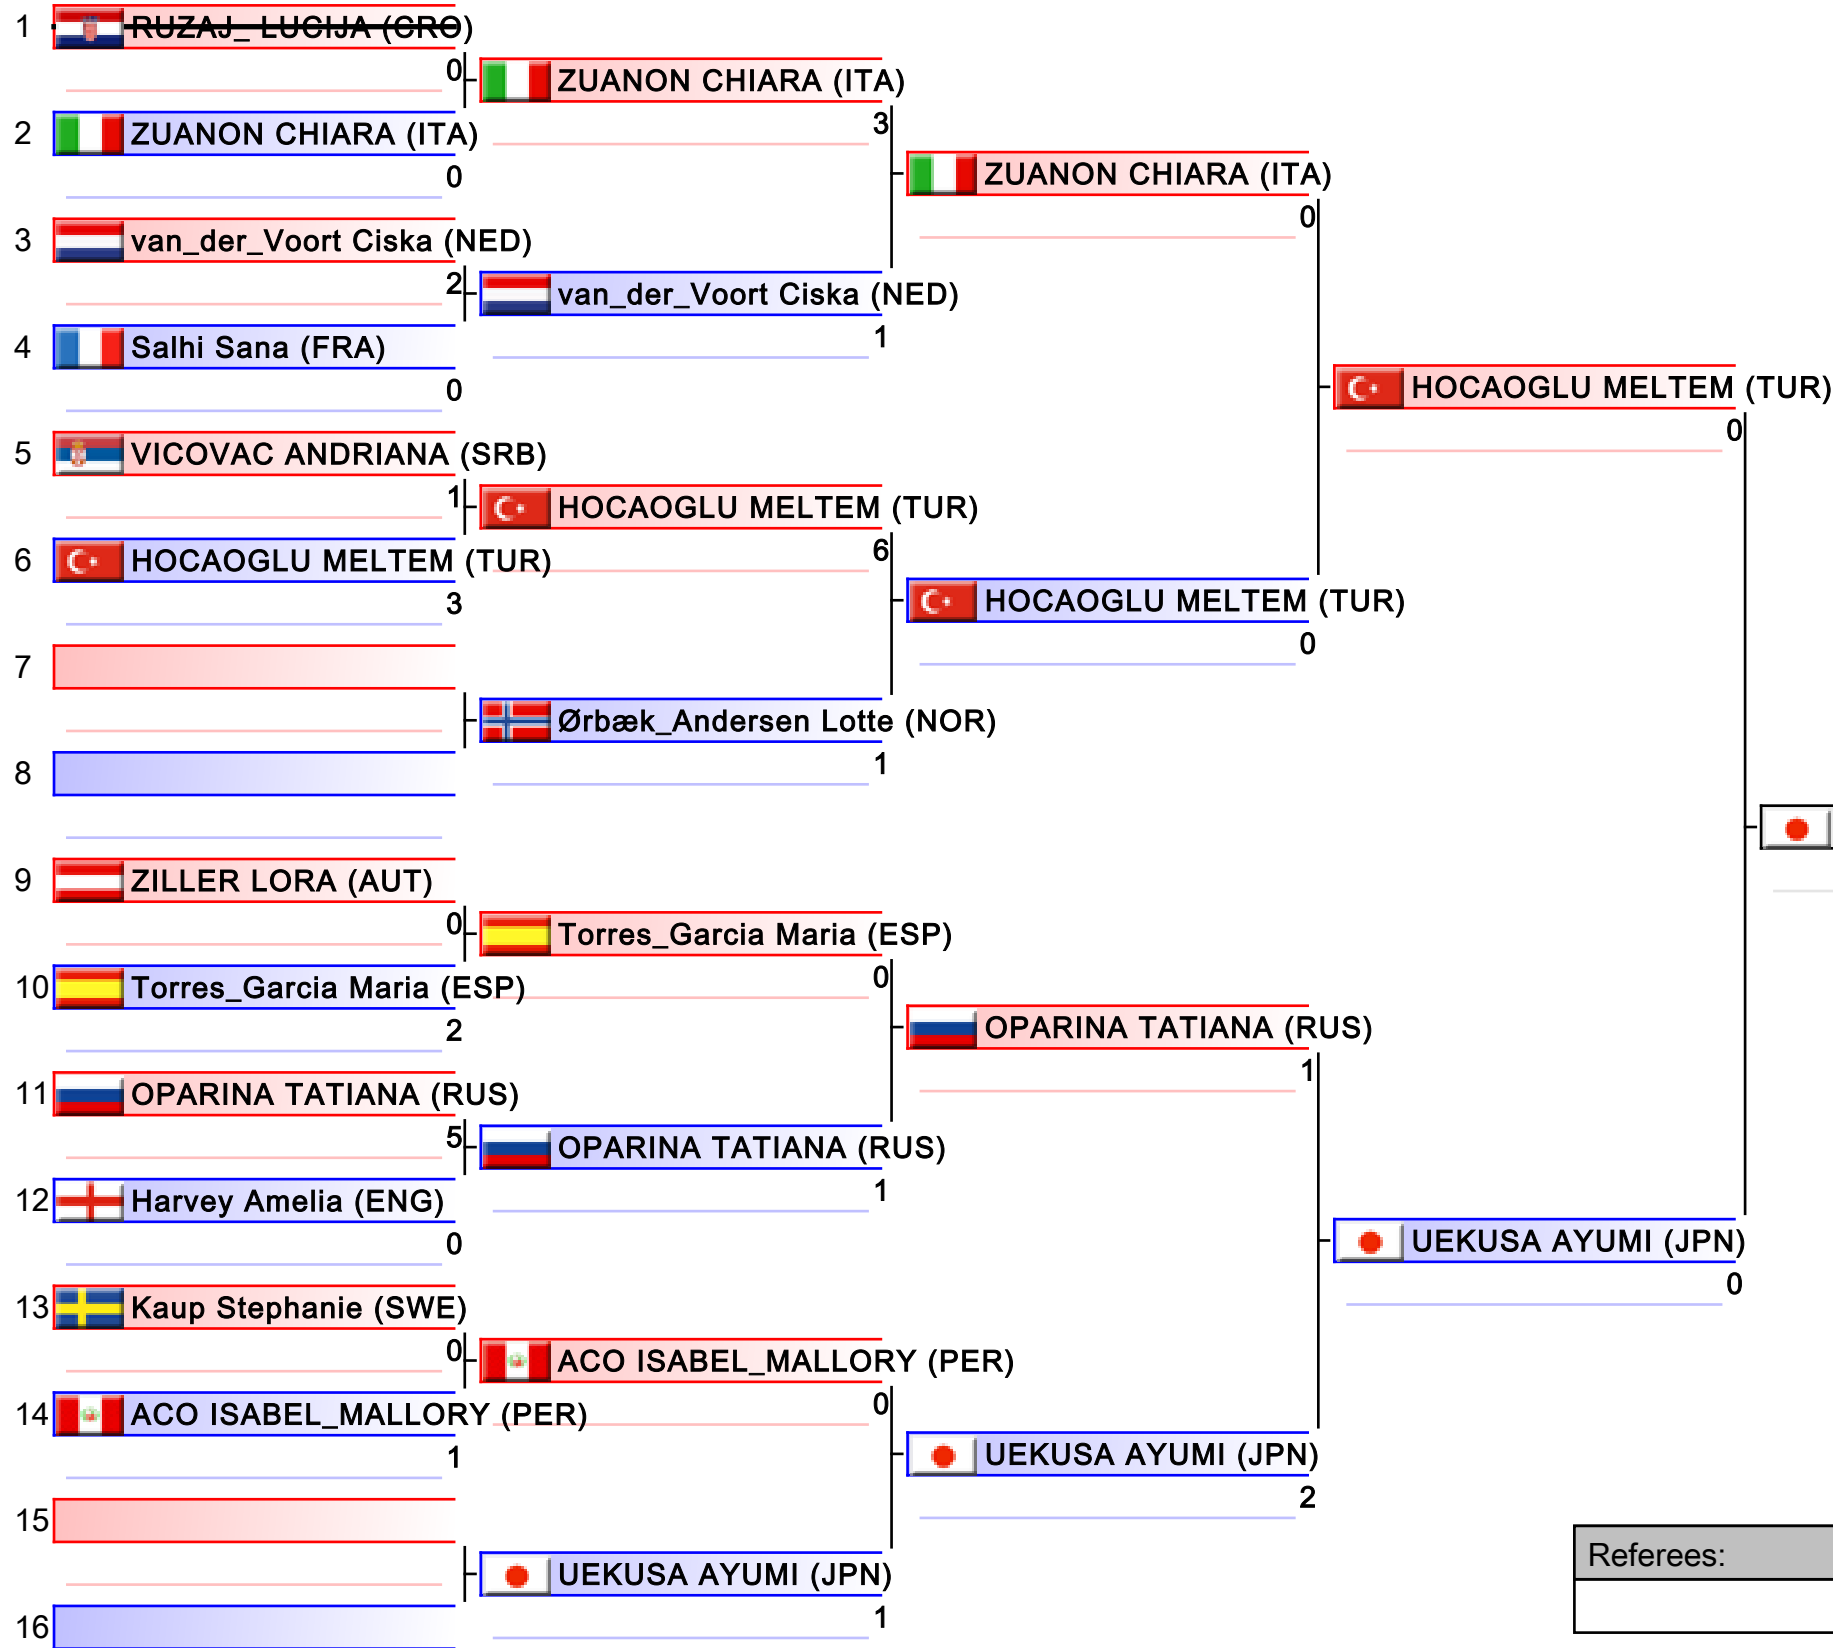 1 RUZAJ_ LUCIJA (CRO)
0
ZUANON CHIARA (ITA)
3
2 ZUANON CHIARA (ITA)
0
ZUANON CHIARA (ITA)
0
3 van_der_Voort Ciska (NED)
2
van_der_Voort Ciska (NED)
1
4 Salhi Sana (FRA)
0
HOCAOGLU MELTEM (TUR)
0
5 VICOVAC ANDRIANA (SRB)
1
HOCAOGLU MELTEM (TUR)
6
6 HOCAOGLU MELTEM (TUR)
3
HOCAOGLU MELTEM (TUR)
0
7
Ørbæk_Andersen Lotte (NOR)
1
8
9 ZILLER LORA (AUT)
0
Torres_Garcia Maria (ESP)
0
10 Torres_Garcia Maria (ESP)
2
OPARINA TATIANA (RUS)
1
11 OPARINA TATIANA (RUS)
5
OPARINA TATIANA (RUS)
1
12 Harvey Amelia (ENG)
0
UEKUSA AYUMI (JPN)
0
13 Kaup Stephanie (SWE)
0
ACO ISABEL_MALLORY (PER)
0
14 ACO ISABEL_MALLORY (PER)
1
UEKUSA AYUMI (JPN)
2
15
UEKUSA AYUMI (JPN)
1
16
Referees: